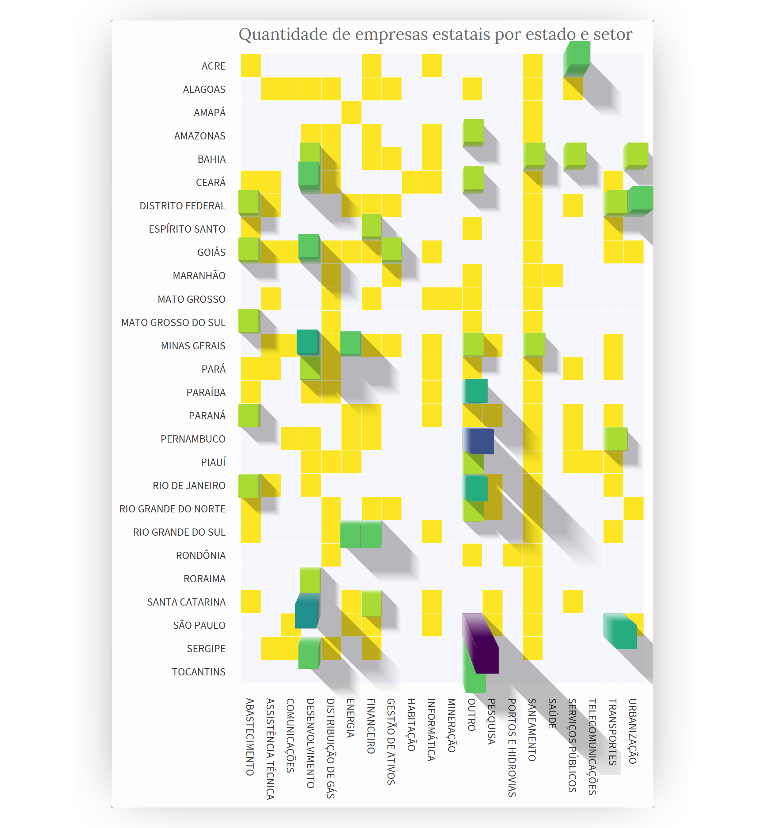 Quantidade de empresas estatais por estado e setor
ACRE
ALAGOAS
AMAPÁ
AMAZONAS
BAHIA
CEARÁ
DISTRITO FEDERAL
ESPÍRITO SANTO
GOIÁS
MARANHÃO
MATO GROSSO
MATO GROSSO DO SUL
MINAS GERAIS
PARÁ
PARAÍBA
PARANÁ
PERNAMBUCO
PIAUÍ
RIO DE JANEIRO
RIO GRANDE DO NORTE
RIO GRANDE DO SUL
RONDÔNIA
RORAIMA
SANTA CATARINA
SÃO PAULO
SERGIPE
TOCANTINS
ABASTECIMENTO
ASSISTÊNCIA TÉCNICA
COMUNICAÇÕES
DESENVOLVIMENTO
DISTRIBUIÇÃO DE GÁS
ENERGIA
FINANCEIRO
GESTÃO DE ATIVOS
HABITAÇÃO
INFORMÁTICA
MINERAÇÃO
OUTRO
PESQUISA
PORTOS E HIDROVIAS
SANEAMENTO
SAÚDE
SERVIÇOS PÚBLICOS
TELECOMUNICAÇÕES
TRANSPORTES
URBANIZAÇÃO